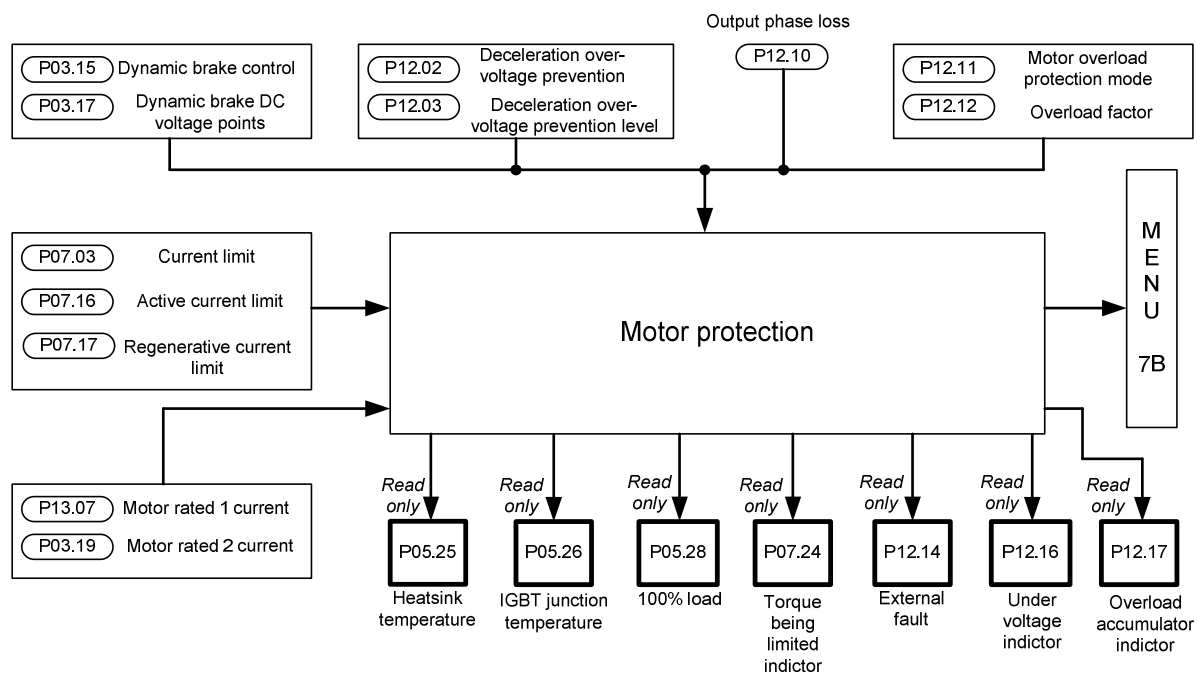 Output phase loss
P12.10
P03.15 Dynamic brake control
P03.17 Dynamic brake DC
voltage points
P12.02 Deceleration over-
voltage prevention
P12.03 Deceleration over-
voltage prevention level
P12.11 Motor overload
protection mode
P12.12 Overload factor
P07.03 Current limit
P07.16 Active current limit
P07.17 Regenerative current
limit
Motor protection
M
E
N
U
7B
P13.07 Motor rated 1 current
P03.19 Motor rated 2 current
Read
only
P05.25
Heatsink
temperature
Read
only
P05.26
IGBT junction
temperature
Read
only
P05.28
100% load
Read
only
P07.24
Torque
being
limited
indictor
Read
only
P12.14
External
fault
Read
only
P12.16
Under
voltage
indictor
Read
only
P12.17
Overload
accumulator
indictor